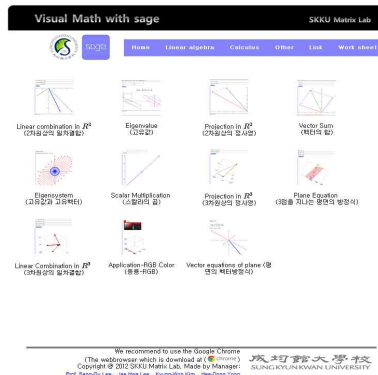 Visual Math with sage
SKKU Matrix Lab
sage
Home Linear algebra Calculus Other Link Work sheet
Linear combination in R²
(2차원상의 일차결합)
Eigenvalue
(고유값)
Projection in R²
(2차원상의 정사영)
Vector Sum
(벡터의 합)
Eigensystem
(고유값과 고유벡터)
Scalar Multiplication
(스칼라의 곱)
Projection in R³
(3차원상의 정사영)
Plane Equation
(3점을 지나는 평면의 방정식)
Linear Combination in R³
(3차원상의 일차결합)
Application-RGB Color
(응용-RGB)
Vector equations of plane (평
면의 벡터방정식)
We recommend to use the Google Chrome
(The webbrowser which is download at ( chrome )
Copyright @ 2012 SKKU Matrix Lab. Made by Manager:
Prof. Sang-Gu Lee
成均館大學校
SUNGKYUNKWAN UNIVERSITY